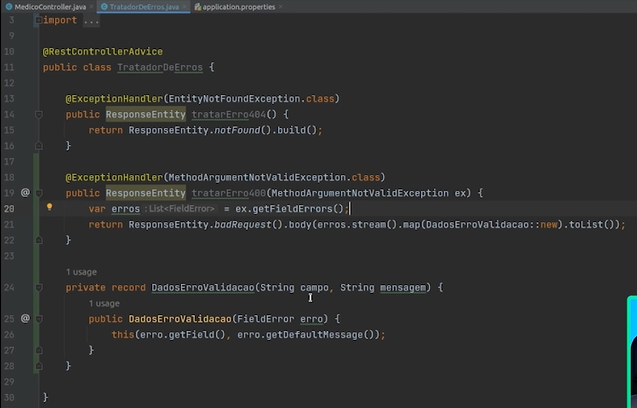 MedicoController.java × TratadorDeErros.java × application.properties ×
3 import ...
9
10 @RestControllerAdvice
11 public class TratadorDeErros {
12
13 @ExceptionHandler(EntityNotFoundException.class)
14 public ResponseEntity tratarErro404() {
15 return ResponseEntity.notFound().build();
16 }
17
18 @ExceptionHandler(MethodArgumentNotValidException.class)
19 @ public ResponseEntity tratarErro400(MethodArgumentNotValidException ex) {
20 var erros : List<FieldError> = ex.getFieldErrors();
21 return ResponseEntity.badRequest().body(erros.stream().map(DadosErroValidacao::new).toList());
22 }
23
1 usage
24 private record DadosErroValidacao(String campo, String mensagem) {
1 usage
25 @ public DadosErroValidacao(FieldError erro) {
26 this(erro.getField(), erro.getDefaultMessage());
27 }
28 }
29
30 }